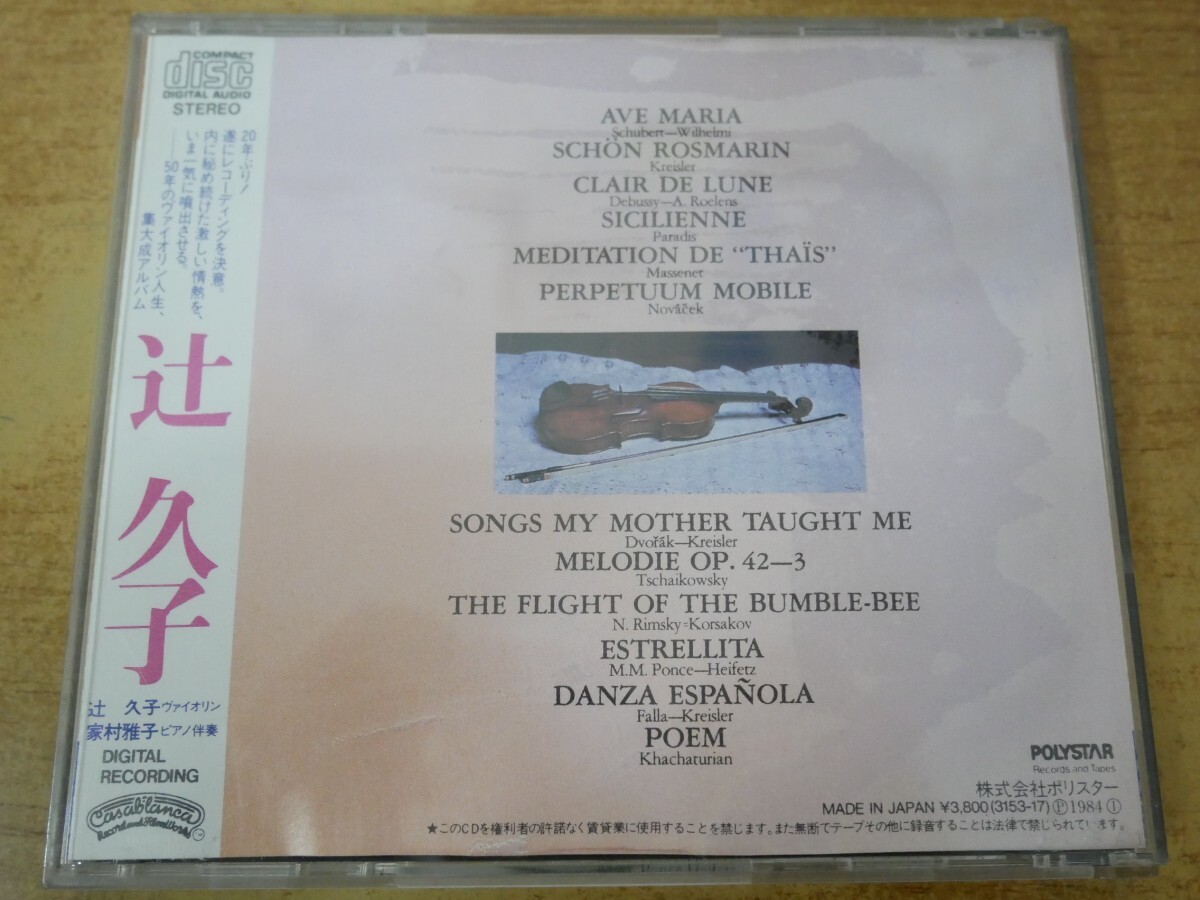 COMPACT
disc
DIGITAL AUDIO
STEREO
20年ぶり!
遂にレコーディングを決意。
内に秘め続けた激しい情熱を、
いま一気に噴出させる。
――50年のヴァイオリン人生、
集大成アルバム
辻 久子
辻 久子ヴァイオリン
家村雅子ピアノ伴奏
DIGITAL
RECORDING
Casablanca
Record and FilmWorks
AVE MARIA
Schubert—Wilhelmi
SCHÖN ROSMARIN
Kreisler
CLAIR DE LUNE
Debussy—A. Roelens
SICILIENNE
Paradis
MEDITATION DE “THAÏS”
Massenet
PERPETUUM MOBILE
Nováček
SONGS MY MOTHER TAUGHT ME
Dvořák—Kreisler
MELODIE OP. 42—3
Tschaikowsky
THE FLIGHT OF THE BUMBLE-BEE
N. Rimsky=Korsakov
ESTRELLITA
M.M. Ponce—Heifetz
DANZA ESPAÑOLA
Falla—Kreisler
POEM
Khachaturian
POLYSTAR
Records and Tapes
株式会社ポリスター
MADE IN JAPAN ¥3,800(3153-17)Ⓟ1984①
★このCDを権利者の許諾なく賃貸業に使用することを禁じます。また無断でテープその他に録音することは法律で禁じられています。